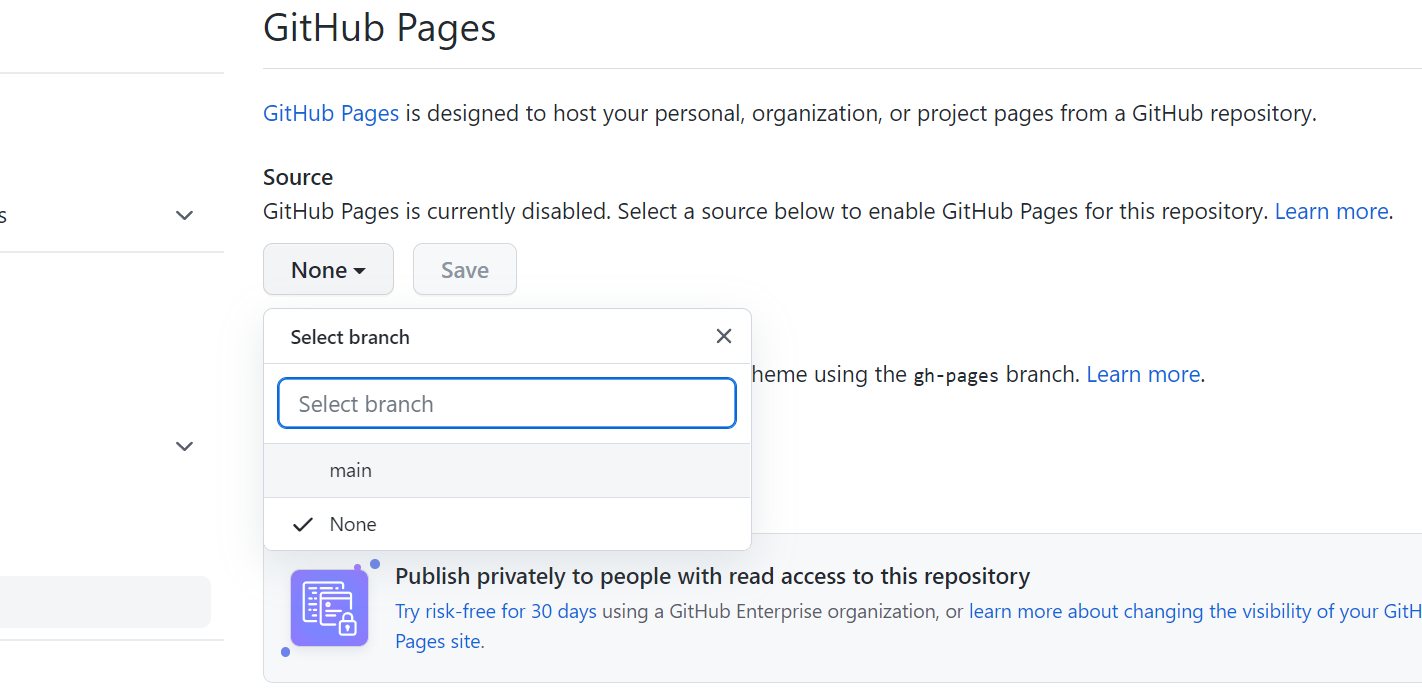 GitHub Pages
GitHub Pages is designed to host your personal, organization, or project pages from a GitHub repository.
Source
s
GitHub Pages is currently disabled. Select a source below to enable GitHub Pages for this repository. Learn more.
None
Save
Select branch
heme using the gh-pages branch. Learn more.
Select branch
main
None
Publish privately to people with read access to this repository
Try risk-free for 30 days using a GitHub Enterprise organization, or learn more about changing the visibility of your GitH
Pages site.